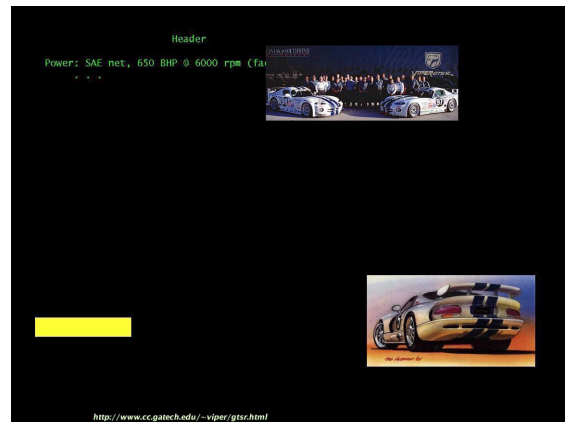 Header
Power: SAE net, 650 BHP @ 6000 rpm (fa
. . .
http://www.cc.gatech.edu/~viper/gtsr.html